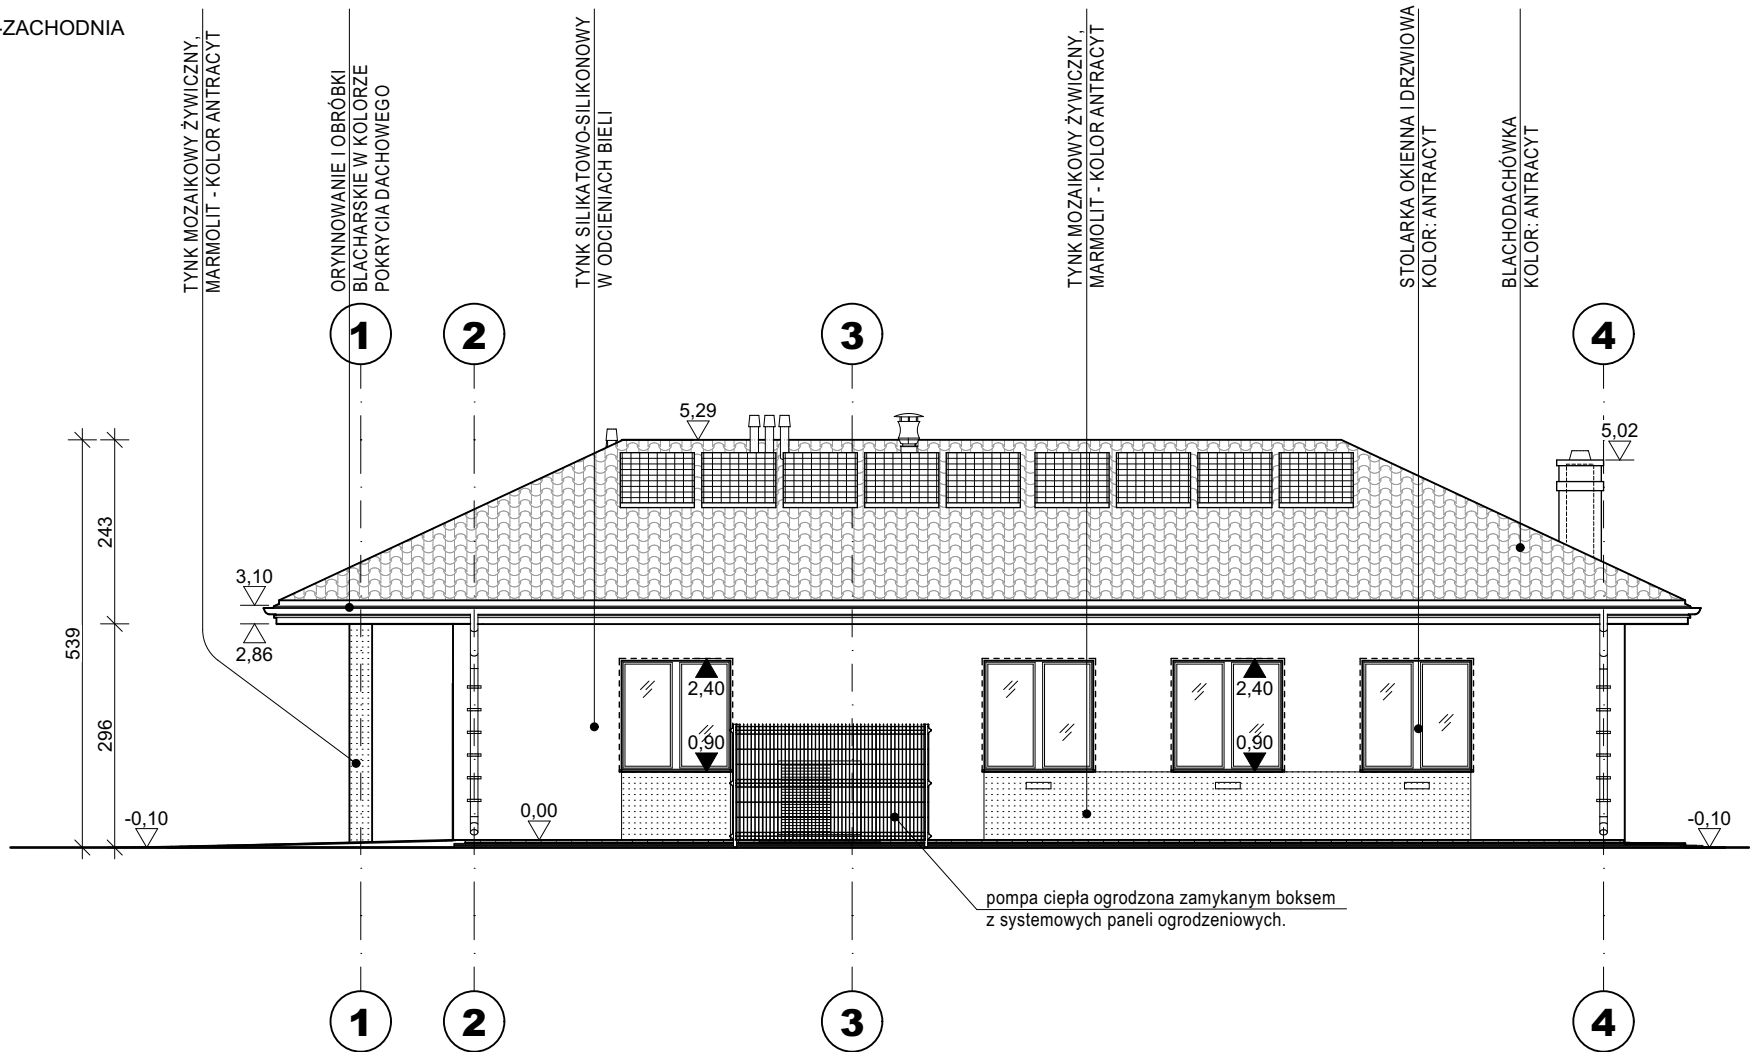 -ZACHODNIA
TYNK MOZAIKOWY ŻYWICZNY,
MARMOLIT - KOLOR ANTRACYT
ORYNNOWANIE I OBRÓBKI
BLACHARSKIE W KOLORZE
POKRYCIA DACHOWEGO
TYNK SILIKATOWO-SILIKONOWY
W ODCIENIACH BIELI
TYNK MOZAIKOWY ŻYWICZNY,
MARMOLIT - KOLOR ANTRACYT
STOLARKA OKIENNA I DRZWIOWA
KOLOR: ANTRACYT
BLACHODACHÓWKA
KOLOR: ANTRACYT
1
2
3
4
5,29
5,02
243
3,10
2,86
539
296
2,40
2,40
0,90
0,90
-0,10
0,00
-0,10
pompa ciepła ogrodzona zamykanym boksem
z systemowych paneli ogrodzeniowych.
1
2
3
4